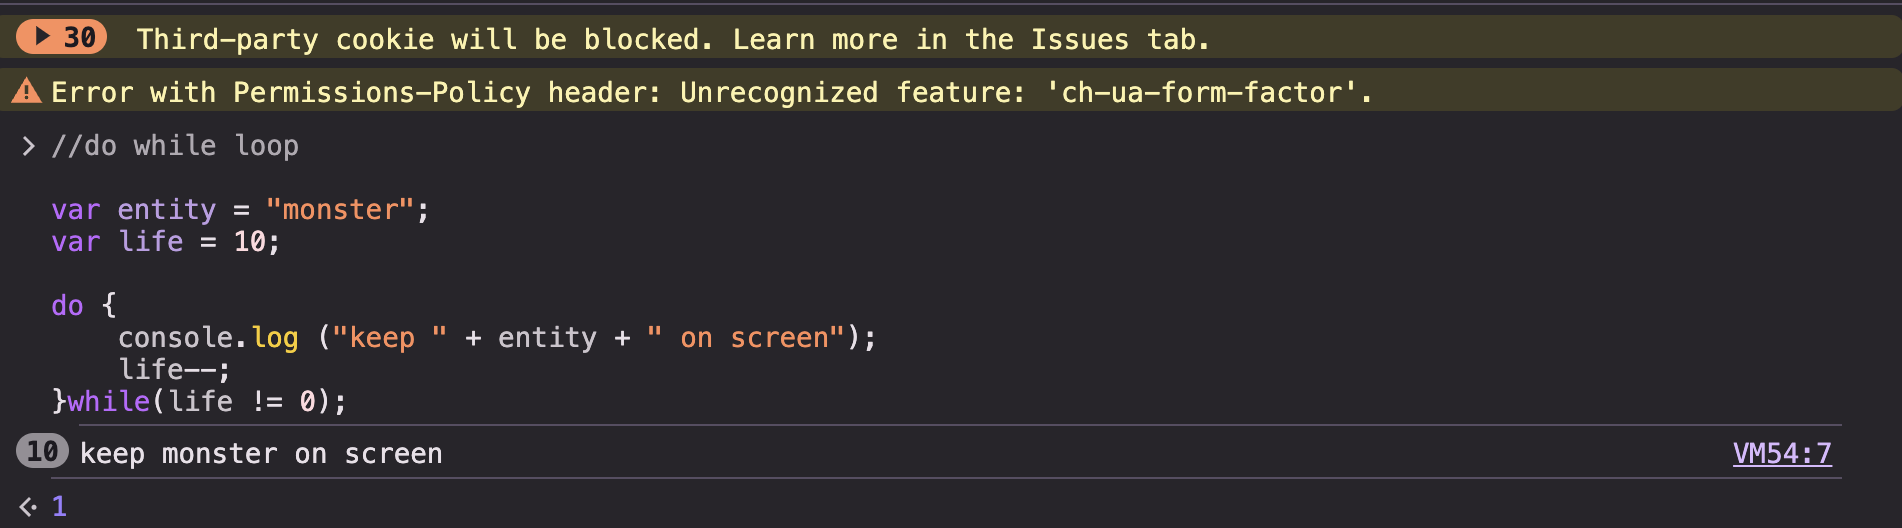 30 Third-party cookie will be blocked. Learn more in the Issues tab.
Error with Permissions-Policy header: Unrecognized feature: 'ch-ua-form-factor'.
> //do while loop
var entity = "monster";
var life = 10;
do {
console.log ("keep " + entity + " on screen");
life--;
}while(life != 0);
10 keep monster on screen VM54:7
1